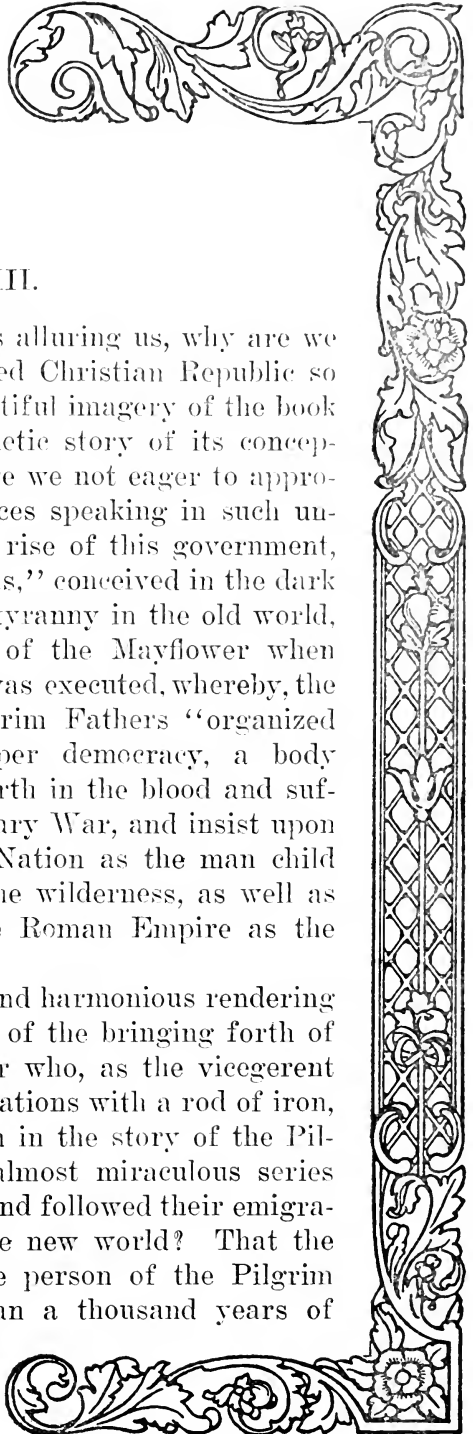 III.
s alluring us, why are we
ed Christian Republic so
tiful imagery of the book
etic story of its concep-
e we not eager to appro-
ces speaking in such un-
rise of this government,
s,” conceived in the dark
tyranny in the old world,
of the Mayflower when
vas executed, whereby, the
rim Fathers “organized
per democracy, a body
rth in the blood and suf-
ary War, and insist upon
Nation as the man child
ne wilderness, as well as
e Roman Empire as the
nd harmonious rendering
of the bringing forth of
r who, as the vicegerent
ations with a rod of iron,
n in the story of the Pil-
almost miraculous series
nd followed their emigra-
e new world? That the
e person of the Pilgrim
an a thousand years of